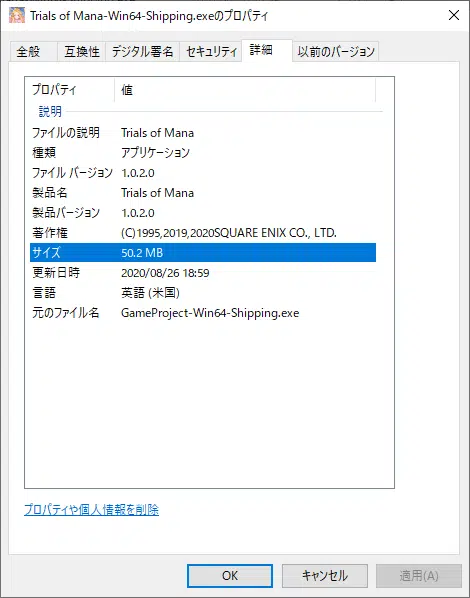 Trials of Mana-Win64-Shipping.exeのプロパティ
全般 互換性 デジタル署名 セキュリティ 詳細 以前のバージョン
プロパティ 値
説明
ファイルの説明 Trials of Mana
種類 アプリケーション
ファイル バージョン 1.0.2.0
製品名 Trials of Mana
製品バージョン 1.0.2.0
著作権 (C)1995,2019,2020SQUARE ENIX CO., LTD.
サイズ 50.2 MB
更新日時 2020/08/26 18:59
言語 英語 (米国)
元のファイル名 GameProject-Win64-Shipping.exe
プロパティや個人情報を削除
OK キャンセル 適用(A)